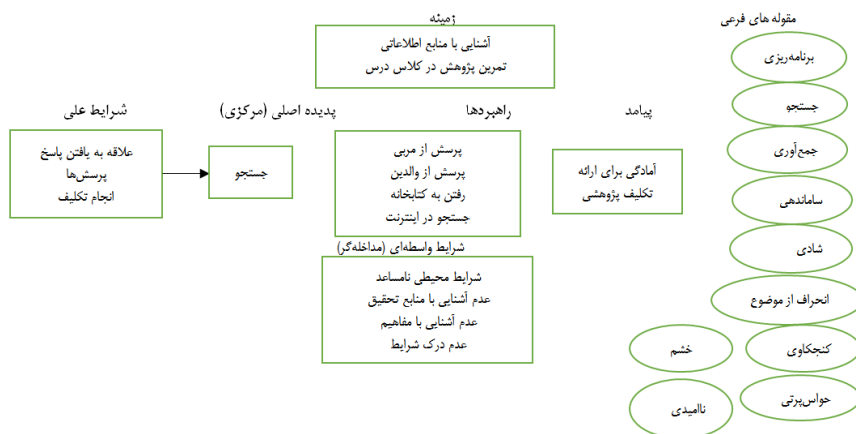 زمینه
آشنایی با منابع اطلاعاتی
تمرین پژوهش در کلاس درس
شرایط علی
علاقه به یافتن پاسخ
پرسش‌ها
انجام تکلیف
پدیده اصلی (مرکزی)
جستجو
راهبردها
پرسش از مربی
پرسش از والدین
رفتن به کتابخانه
جستجو در اینترنت
شرایط واسطه‌ای (مداخله‌گر)
شرایط محیطی نامساعد
عدم آشنایی با منابع تحقیق
عدم آشنایی با مفاهیم
عدم درک شرایط
پیامد
آمادگی برای ارائه
تکلیف پژوهشی
مقوله های فرعی
برنامه‌ریزی
جستجو
جمع‌آوری
ساماندهی
شادی
انحراف از موضوع
کنجکاوی
خشم
حواس‌پرتی
ناامیدی